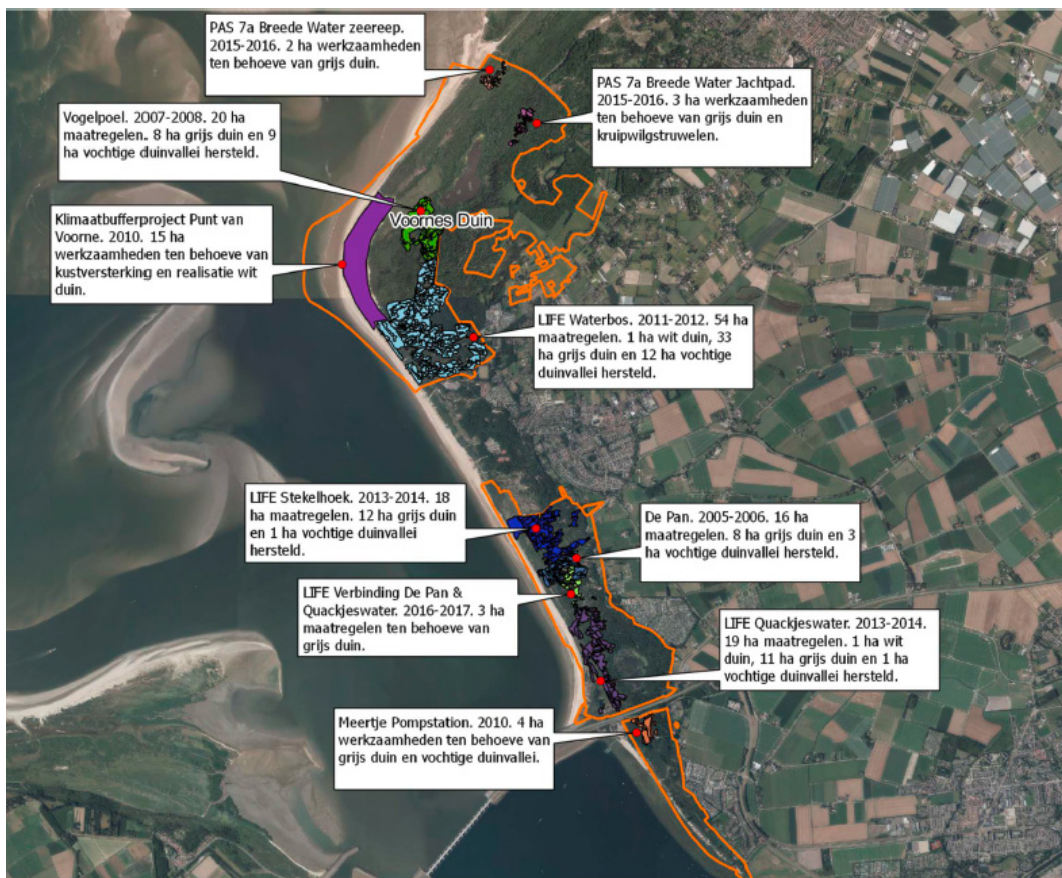 PAS 7a Breede Water zeereep.
2015-2016. 2 ha werkzaamheden
ten behoeve van grijs duin.
PAS 7a Breede Water Jachtpad.
2015-2016. 3 ha werkzaamheden
ten behoeve van grijs duin en
kruipwilgstruwelen.
Vogelpoel. 2007-2008. 20 ha
maatregelen. 8 ha grijs duin en 9
ha vochtige duinvallei hersteld.
Voornes Duin
Klimaatbufferproject Punt van
Voorne. 2010. 15 ha
werkzaamheden ten behoeve van
kustversterking en realisatie wit
duin.
LIFE Waterbos. 2011-2012. 54 ha
maatregelen. 1 ha wit duin, 33
ha grijs duin en 12 ha vochtige
duinvallei hersteld.
LIFE Stekelhoek. 2013-2014. 18
ha maatregelen. 12 ha grijs duin
en 1 ha vochtige duinvallei
hersteld.
De Pan. 2005-2006. 16 ha
maatregelen. 8 ha grijs duin en 3
ha vochtige duinvallei hersteld.
LIFE Verbinding De Pan &
Quackjeswater. 2016-2017. 3 ha
maatregelen ten behoeve van
grijs duin.
LIFE Quackjeswater. 2013-2014.
19 ha maatregelen. 1 ha wit
duin, 11 ha grijs duin en 1 ha
vochtige duinvallei hersteld.
Meertje Pompstation. 2010. 4 ha
werkzaamheden ten behoeve van
grijs duin en vochtige duinvallei.